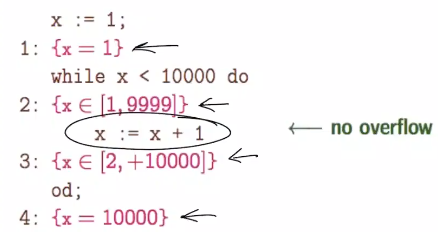 x := 1;
1: {x = 1} ←
while x < 10000 do
2: {x ∈ [1,9999]} ←
x := x + 1 ← no overflow
3: {x ∈ [2,+10000]} ←
od;
4: {x = 10000} ←